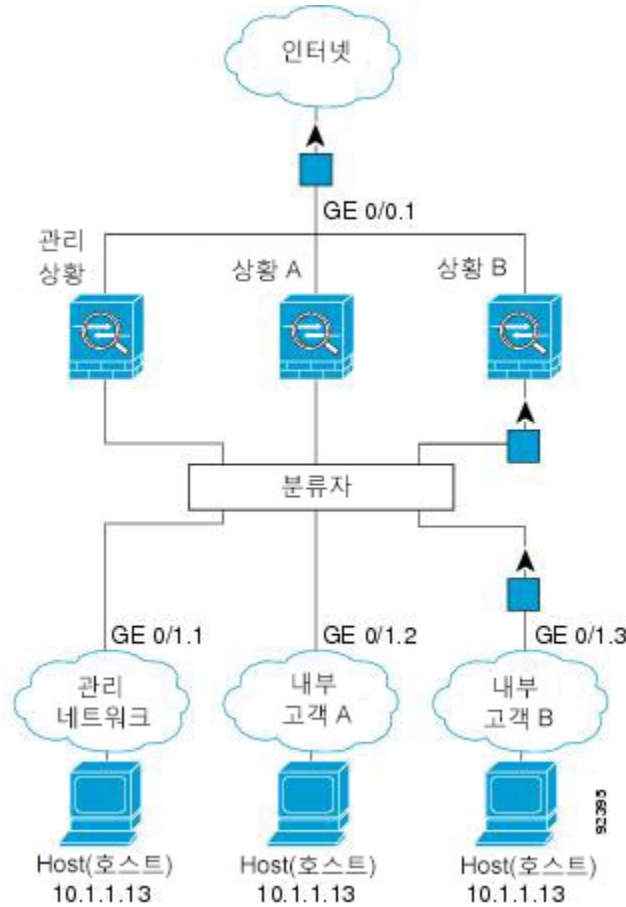 인터넷
GE 0/0.1
관리
상황
상황 A
상황 B
분류자
GE 0/1.1
GE 0/1.2
GE 0/1.3
관리
네트워크
내부
고객 A
내부
고객 B
92395
Host(호스트)
10.1.1.13
Host(호스트)
10.1.1.13
Host(호스트)
10.1.1.13